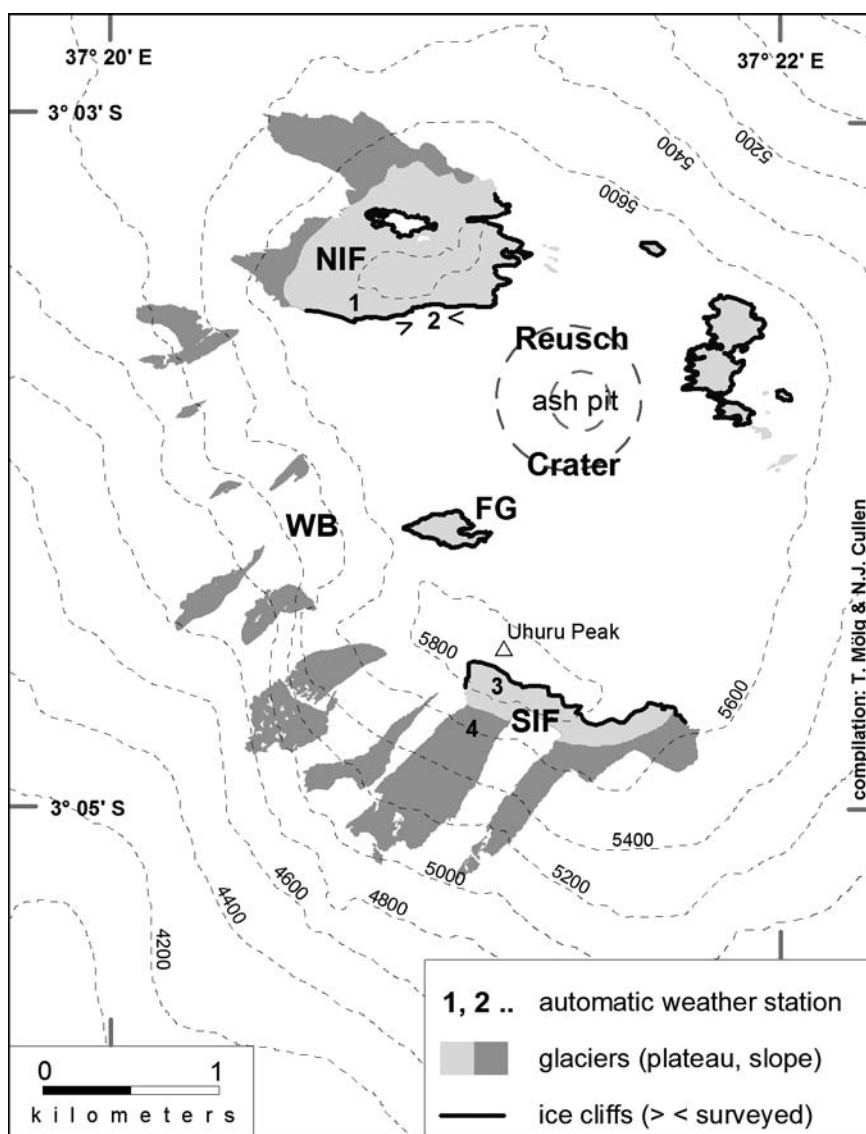 37° 20' E
37° 22' E
3° 03' S
5200
5400
5600
NIF
1
> 2 <
Reusch
ash pit
Crater
FG
WB
Uhuru Peak
5800
3
SIF
4
5600
3° 05' S
5400
5200
5000
4800
4600
4400
4200
compilation: T. Mölg & N.J. Cullen
1, 2 .. automatic weather station
glaciers (plateau, slope)
ice cliffs (> < surveyed)
0 1
kilometers